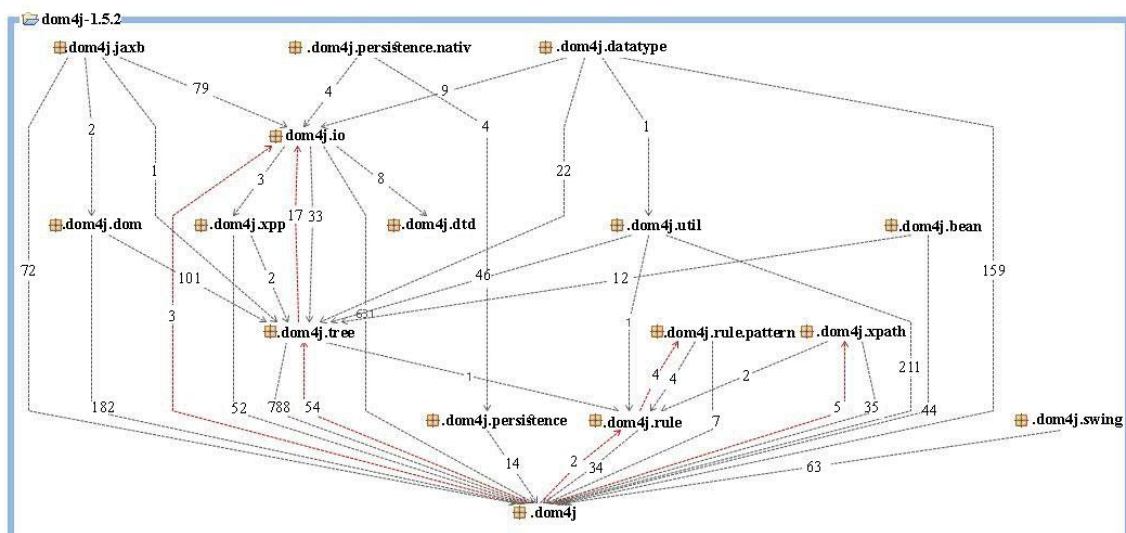 dom4j-1.5.2
.dom4j.jaxb .dom4j.persistence.nativ .dom4j.datatype
79 4 9
2 4 1
dom4j.io
1 3 8 22
17 33
.dom4j.dom .dom4j.xpp .dom4j.dtd .dom4j.util .dom4j.bean
72 101 2 46 12 159
3 631 1
.dom4j.tree .dom4j.rule.pattern .dom4j.xpath
1 4 4 2 211
182 52 788 54 5 35 44
.dom4j.persistence .dom4j.rule 7 .dom4j.swing
14 2 34 63
.dom4j